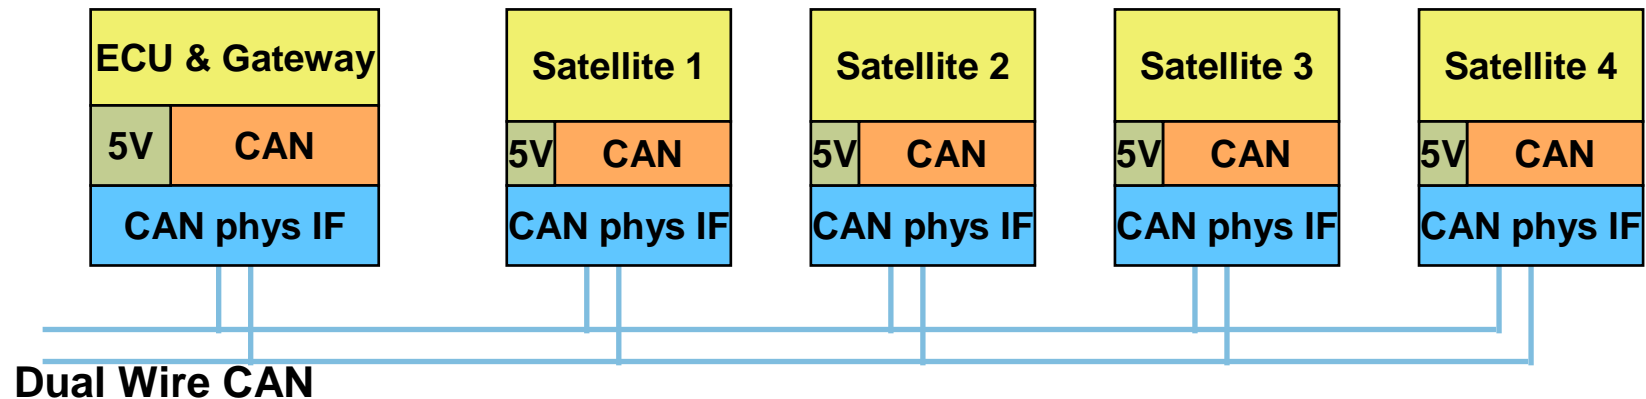 ECU & Gateway
5V CAN
CAN phys IF
Satellite 1
5V CAN
CAN phys IF
Satellite 2
5V CAN
CAN phys IF
Satellite 3
5V CAN
CAN phys IF
Satellite 4
5V CAN
CAN phys IF
Dual Wire CAN